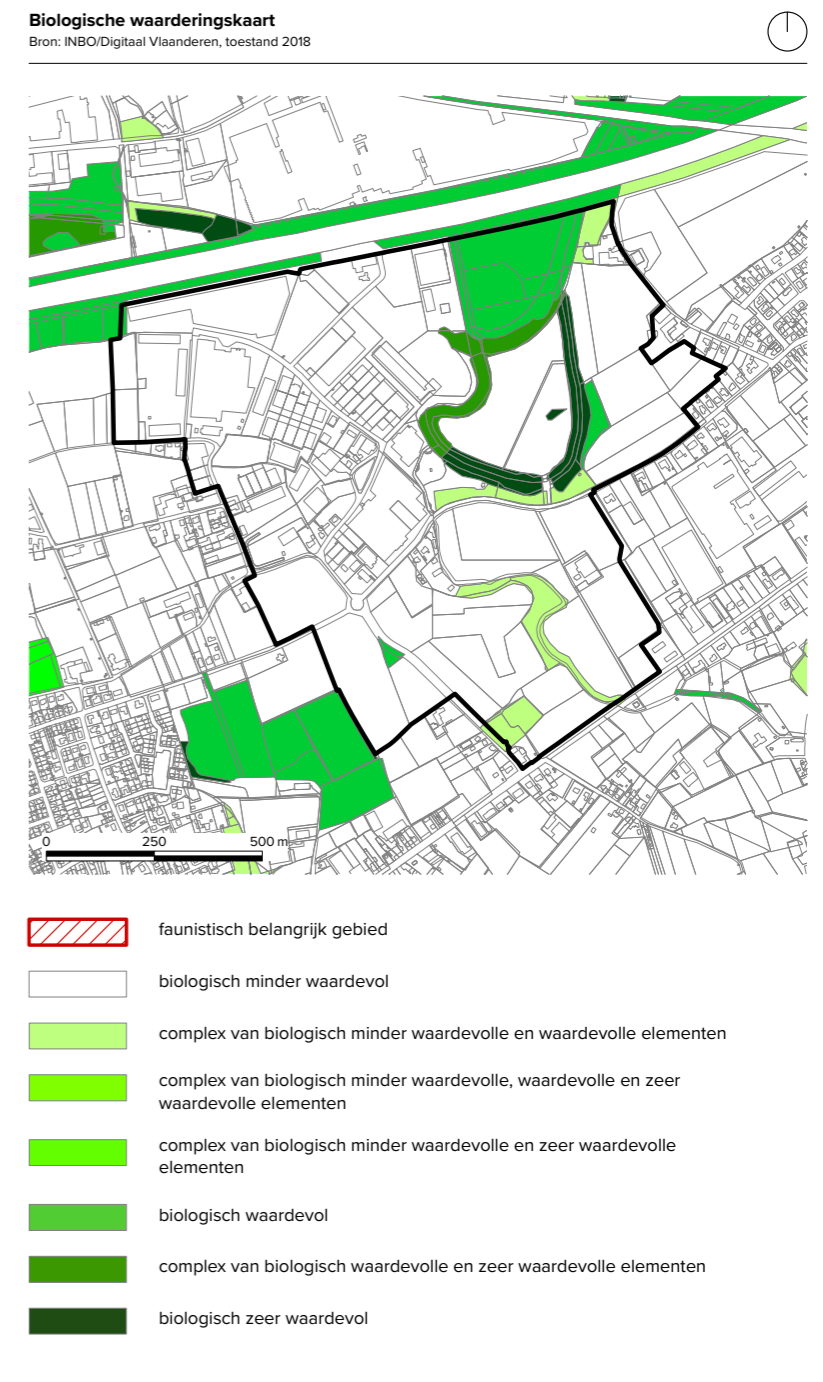 Biologische waarderingskaart
Bron: INBO/Digitaal Vlaanderen, toestand 2018
0 250 500 m
faunistisch belangrijk gebied
biologisch minder waardevol
complex van biologisch minder waardevolle en waardevolle elementen
complex van biologisch minder waardevolle, waardevolle en zeer
waardevolle elementen
complex van biologisch minder waardevolle en zeer waardevolle
elementen
biologisch waardevol
complex van biologisch waardevolle en zeer waardevolle elementen
biologisch zeer waardevol